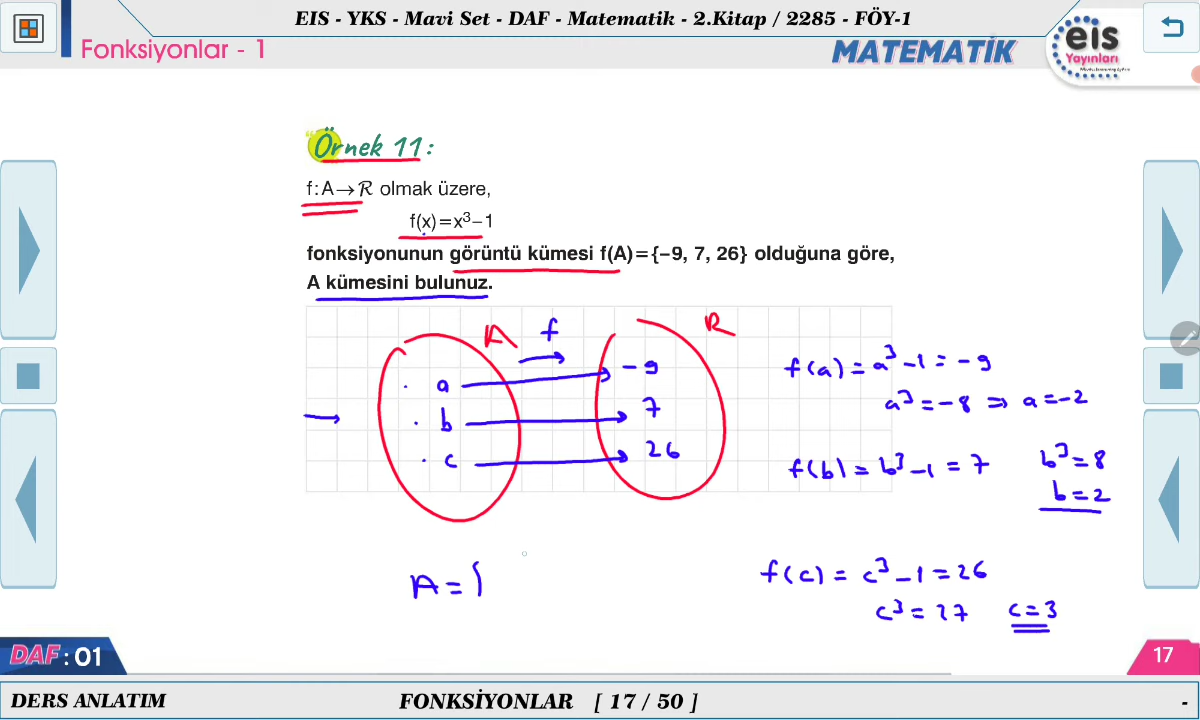 EIS - YKS - Mavi Set - DAF - Matematik - 2.Kitap / 2285 - FÖY-1
Fonksiyonlar - 1
MATEMATİK
eis
Yayınları
Örnek 11:
f:A→R olmak üzere,
f(x)=x³−1
fonksiyonunun görüntü kümesi f(A)={−9, 7, 26} olduğuna göre,
A kümesini bulunuz.
A f R
a −9
b 7
c 26
f(a)=a³−1=−9
a³=−8 ⇒ a=−2
f(b)=b³−1=7
b³=8
b=2
f(c)=c³−1=26
c³=27 c=3
A={
DAF:01
17
DERS ANLATIM
FONKSİYONLAR [ 17 / 50 ]
-